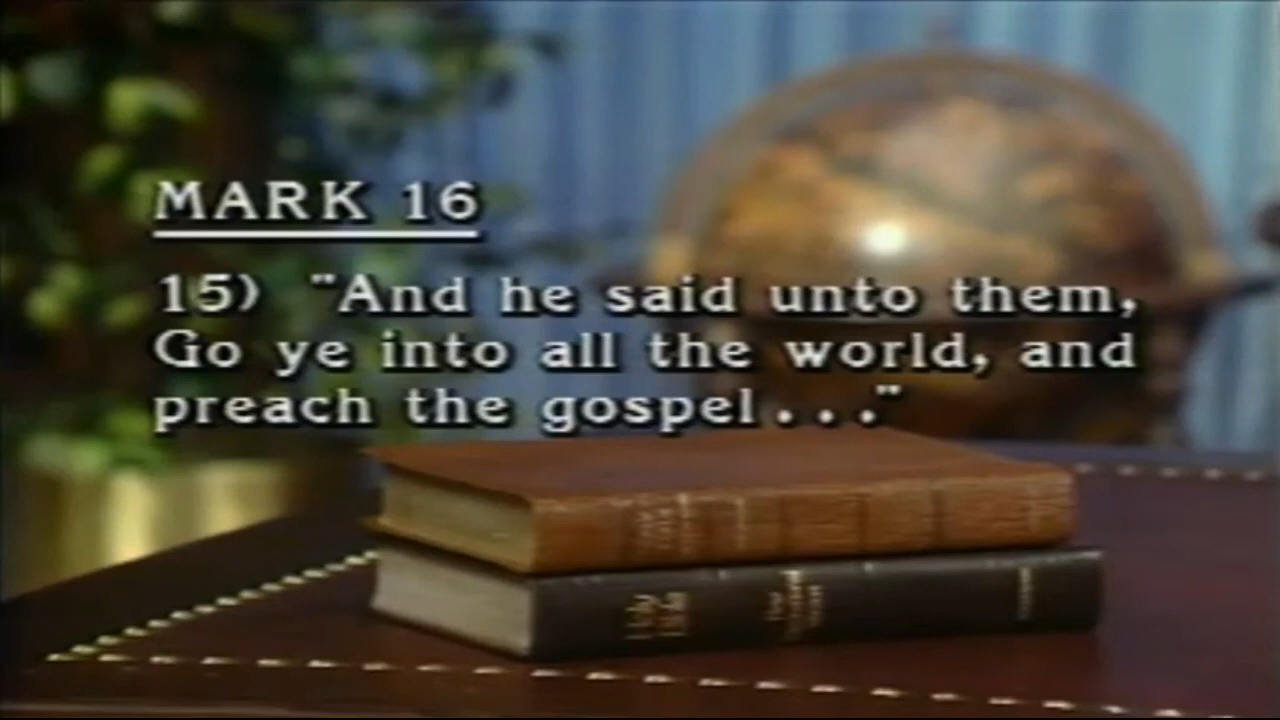 MARK 16
15) "And he said unto them,
Go ye into all the world, and
preach the gospel..."